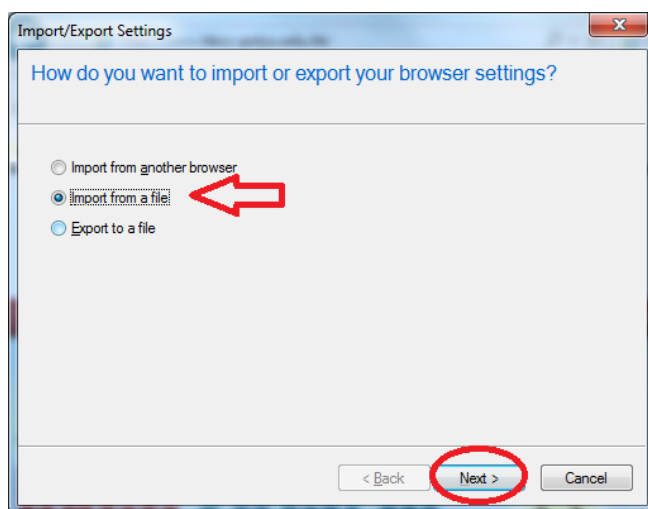 Import/Export Settings
How do you want to import or export your browser settings?
Import from another browser
Import from a file
Export to a file
< Back Next > Cancel